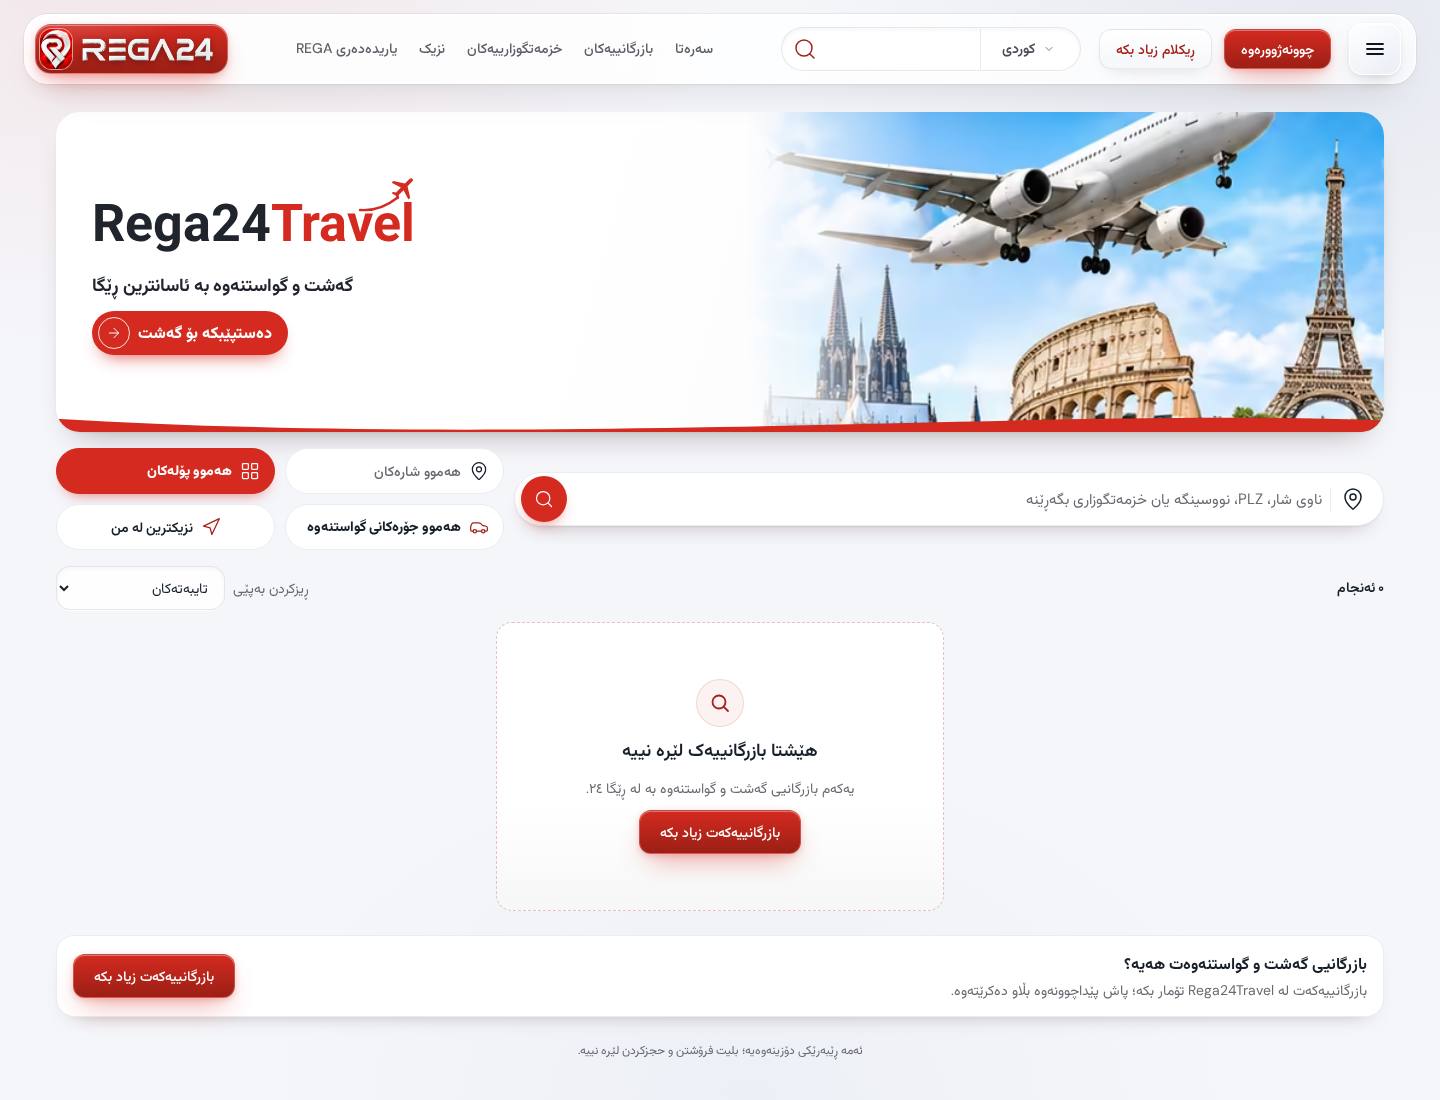 چوونەژوورەوە
ڕیکلام زیاد بکە
کوردی
سەرەتا
بازرگانییەکان
خزمەتگوزارییەکان
نزیک
یاریدەدەری REGA
REGA24
Rega24Travel
گەشت و گواستنەوە بە ئاسانترین ڕێگا
دەستپێبکە بۆ گەشت
ناوی شار، PLZ، نووسینگە یان خزمەتگوزاری بگەڕێنە
هەموو شارەکان
هەموو پۆلەکان
هەموو جۆرەکانی گواستنەوە
نزیکترین لە من
٠ ئەنجام
ڕیزکردن بەپێی
تایبەتەکان
هێشتا بازرگانییەک لێرە نییە
یەکەم بازرگانیی گەشت و گواستنەوە بە لە ڕێگا ٢٤.
بازرگانییەکەت زیاد بکە
بازرگانیی گەشت و گواستنەوەت هەیە؟
بازرگانییەکەت لە Rega24Travel تۆمار بکە؛ پاش پێداچوونەوە بڵاو دەکرێتەوە.
بازرگانییەکەت زیاد بکە
ئەمە ڕێبەرێکی دۆزینەوەیە؛ بلیت فرۆشتن و حجزکردن لێرە نییە.